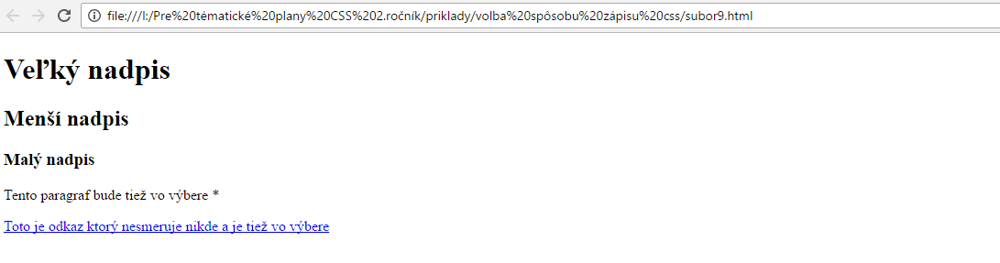 file:///I:/Pre%20tématické%20plany%20CSS%202.ročník/priklady/volba%20spôsobu%20zápisu%20css/subor9.html
Veľký nadpis
Menší nadpis
Malý nadpis
Tento paragraf bude tiež vo výbere *
Toto je odkaz ktorý nesmeruje nikde a je tiež vo výbere